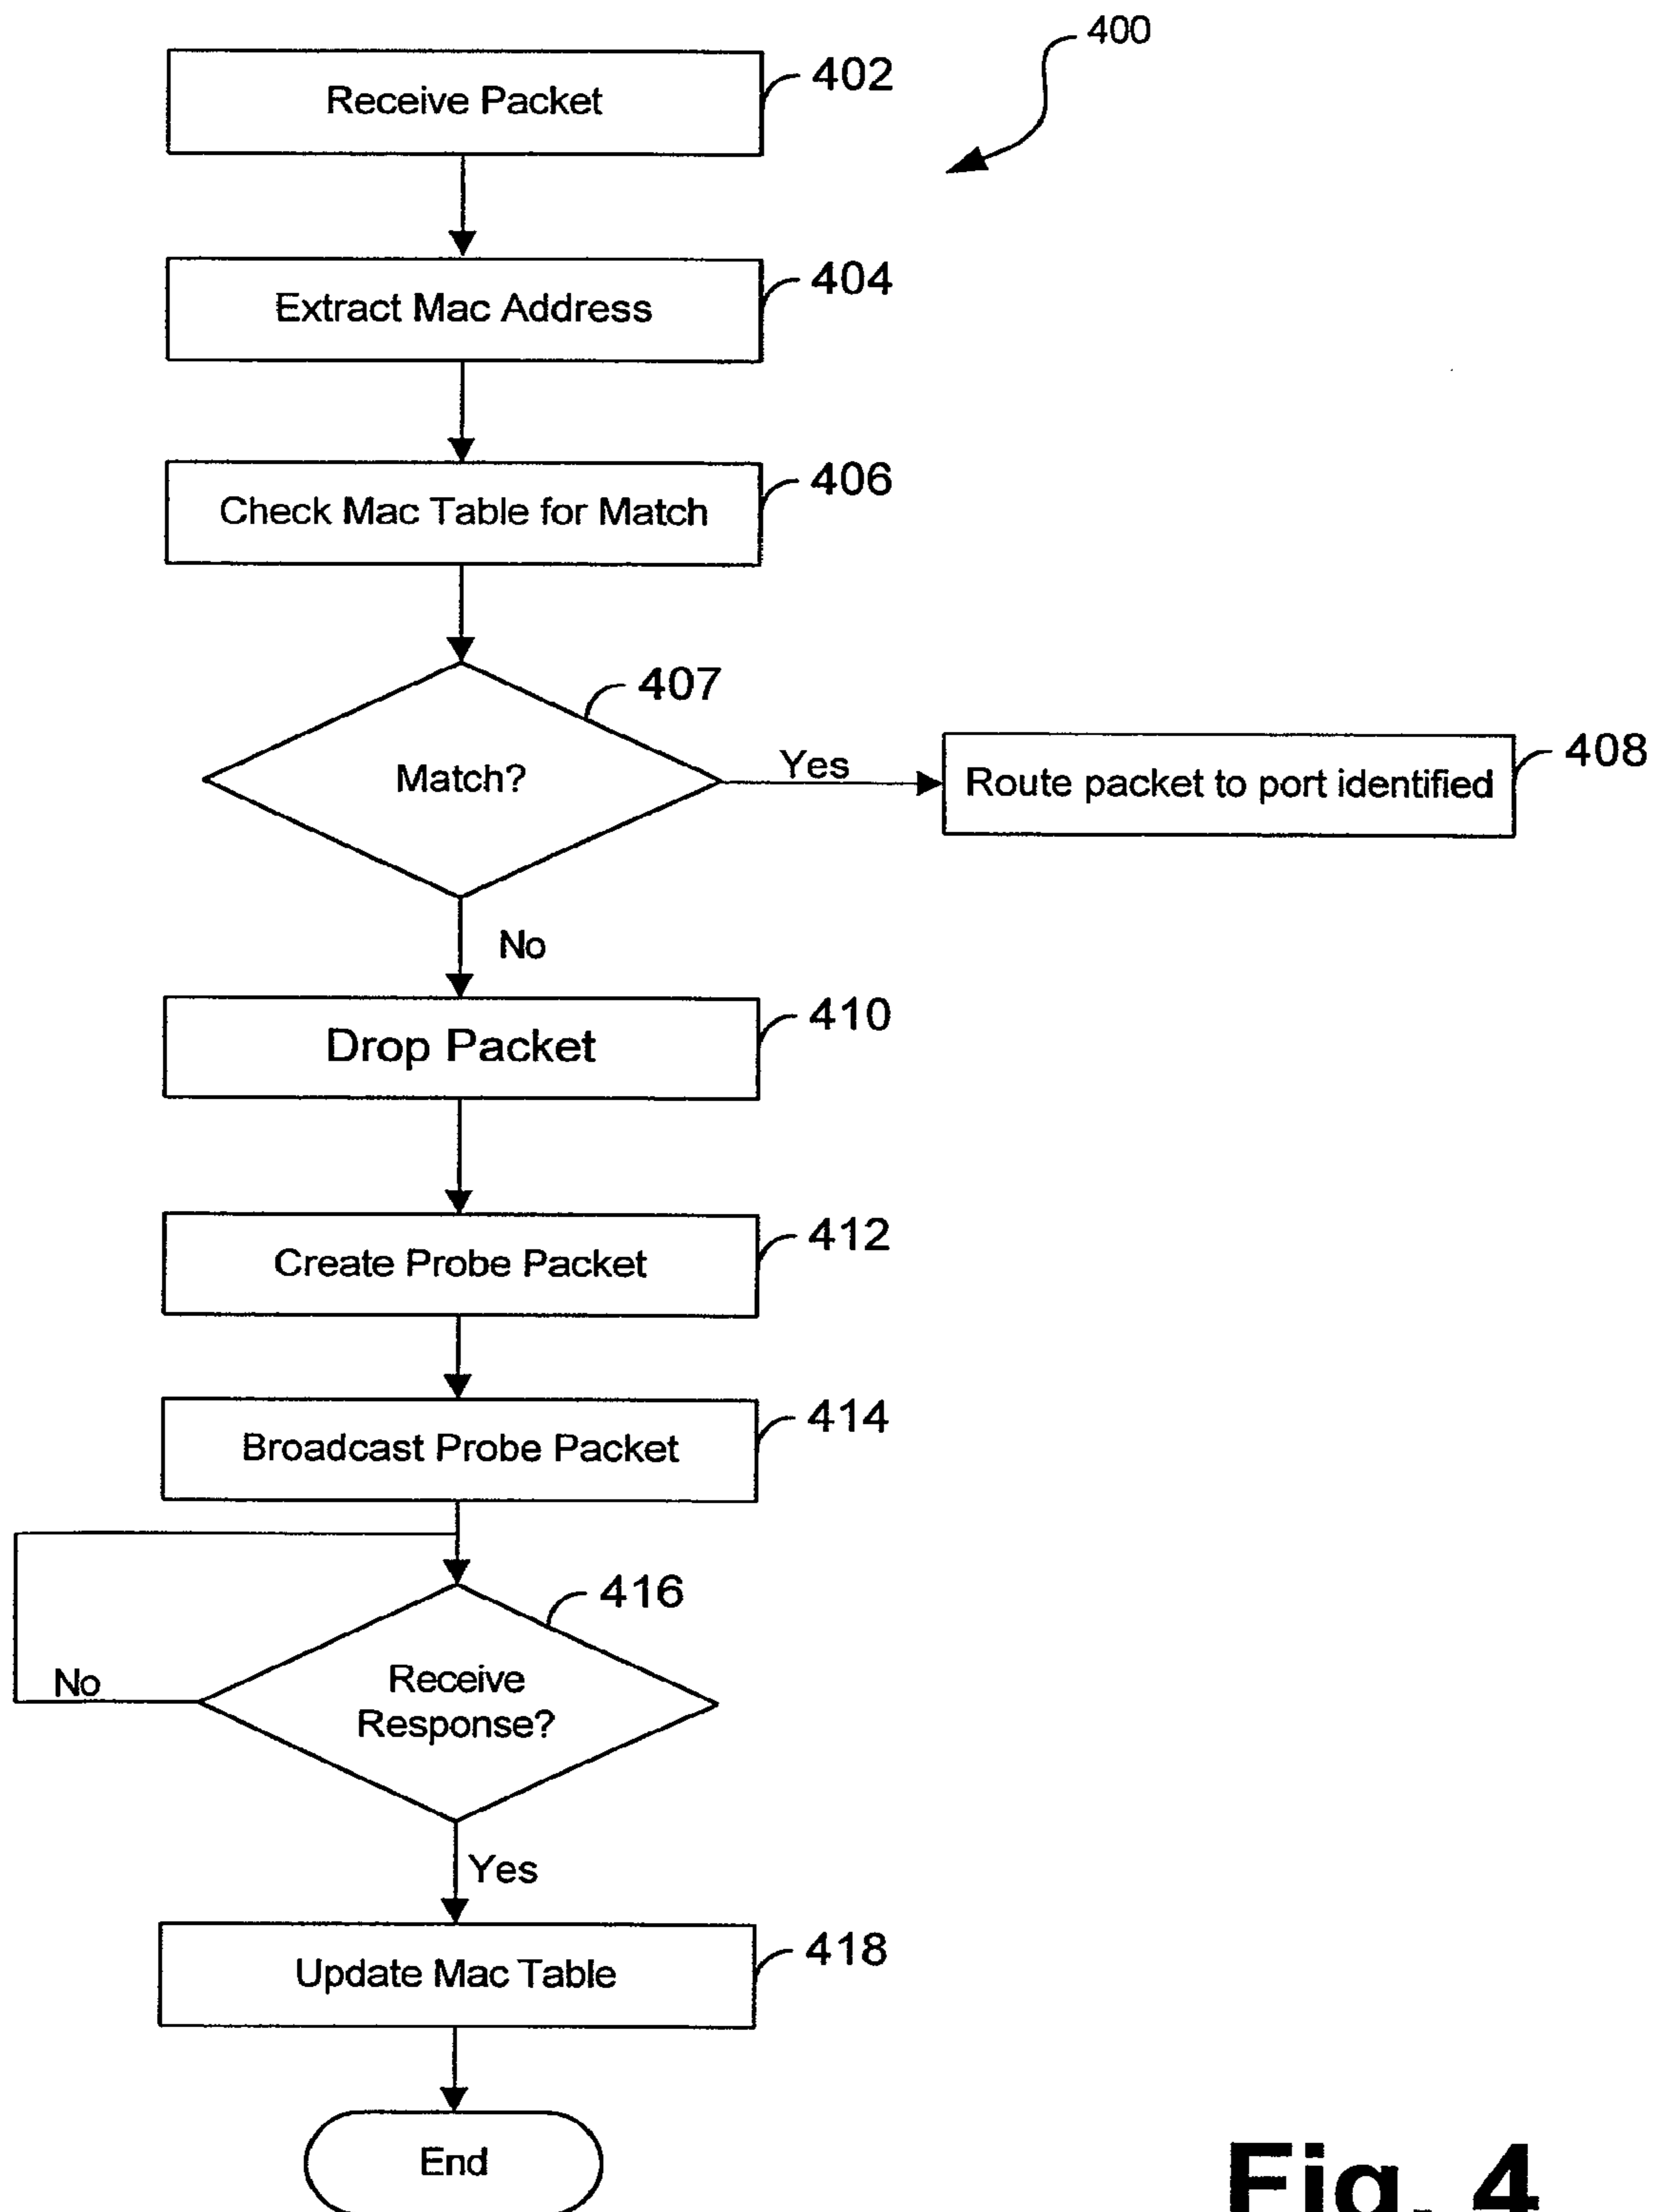 400
Receive Packet
402
Extract Mac Address
404
Check Mac Table for Match
406
407
Match?
Yes
Route packet to port identified
408
No
Drop Packet
410
Create Probe Packet
412
Broadcast Probe Packet
414
416
Receive
Response?
No
Yes
Update Mac Table
418
End
Fig. 4